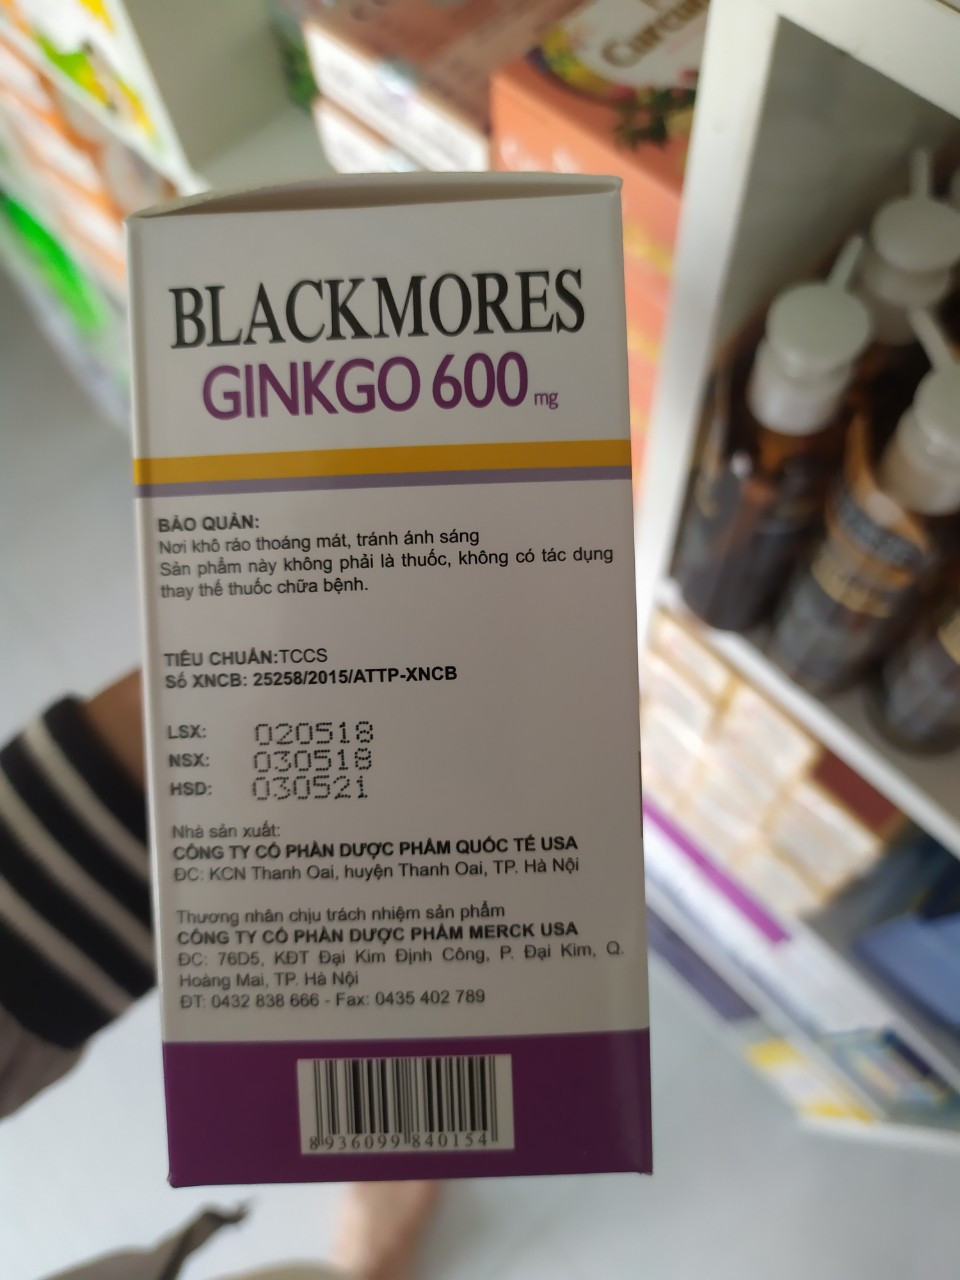 Curcu
BLACKMORES
GINKGO 600 mg
BẢO QUẢN:
Nơi khô ráo thoáng mát, tránh ánh sáng
Sản phẩm này không phải là thuốc, không có tác dụng
thay thế thuốc chữa bệnh.
TIÊU CHUẨN:TCCS
Số XNCB: 25258/2015/ATTP-XNCB
LSX: 020518
NSX: 030518
HSD: 030521
Nhà sản xuất:
CÔNG TY CỔ PHẦN DƯỢC PHẨM QUỐC TẾ USA
ĐC: KCN Thanh Oai, huyện Thanh Oai, TP. Hà Nội
Thương nhân chịu trách nhiệm sản phẩm
CÔNG TY CỔ PHẦN DƯỢC PHẨM MERCK USA
ĐC: 76D5, KĐT Đại Kim Định Công, P. Đại Kim, Q.
Hoàng Mai, TP. Hà Nội
ĐT: 0432 838 666 - Fax: 0435 402 789
8 936099 840154